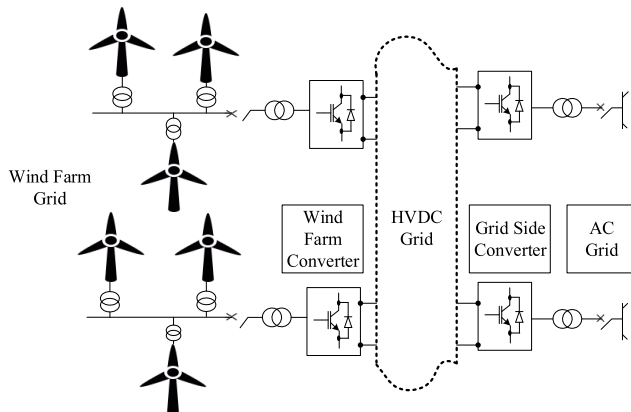 Wind Farm
Grid
Wind
Farm
Converter
HVDC
Grid
Grid Side
Converter
AC
Grid